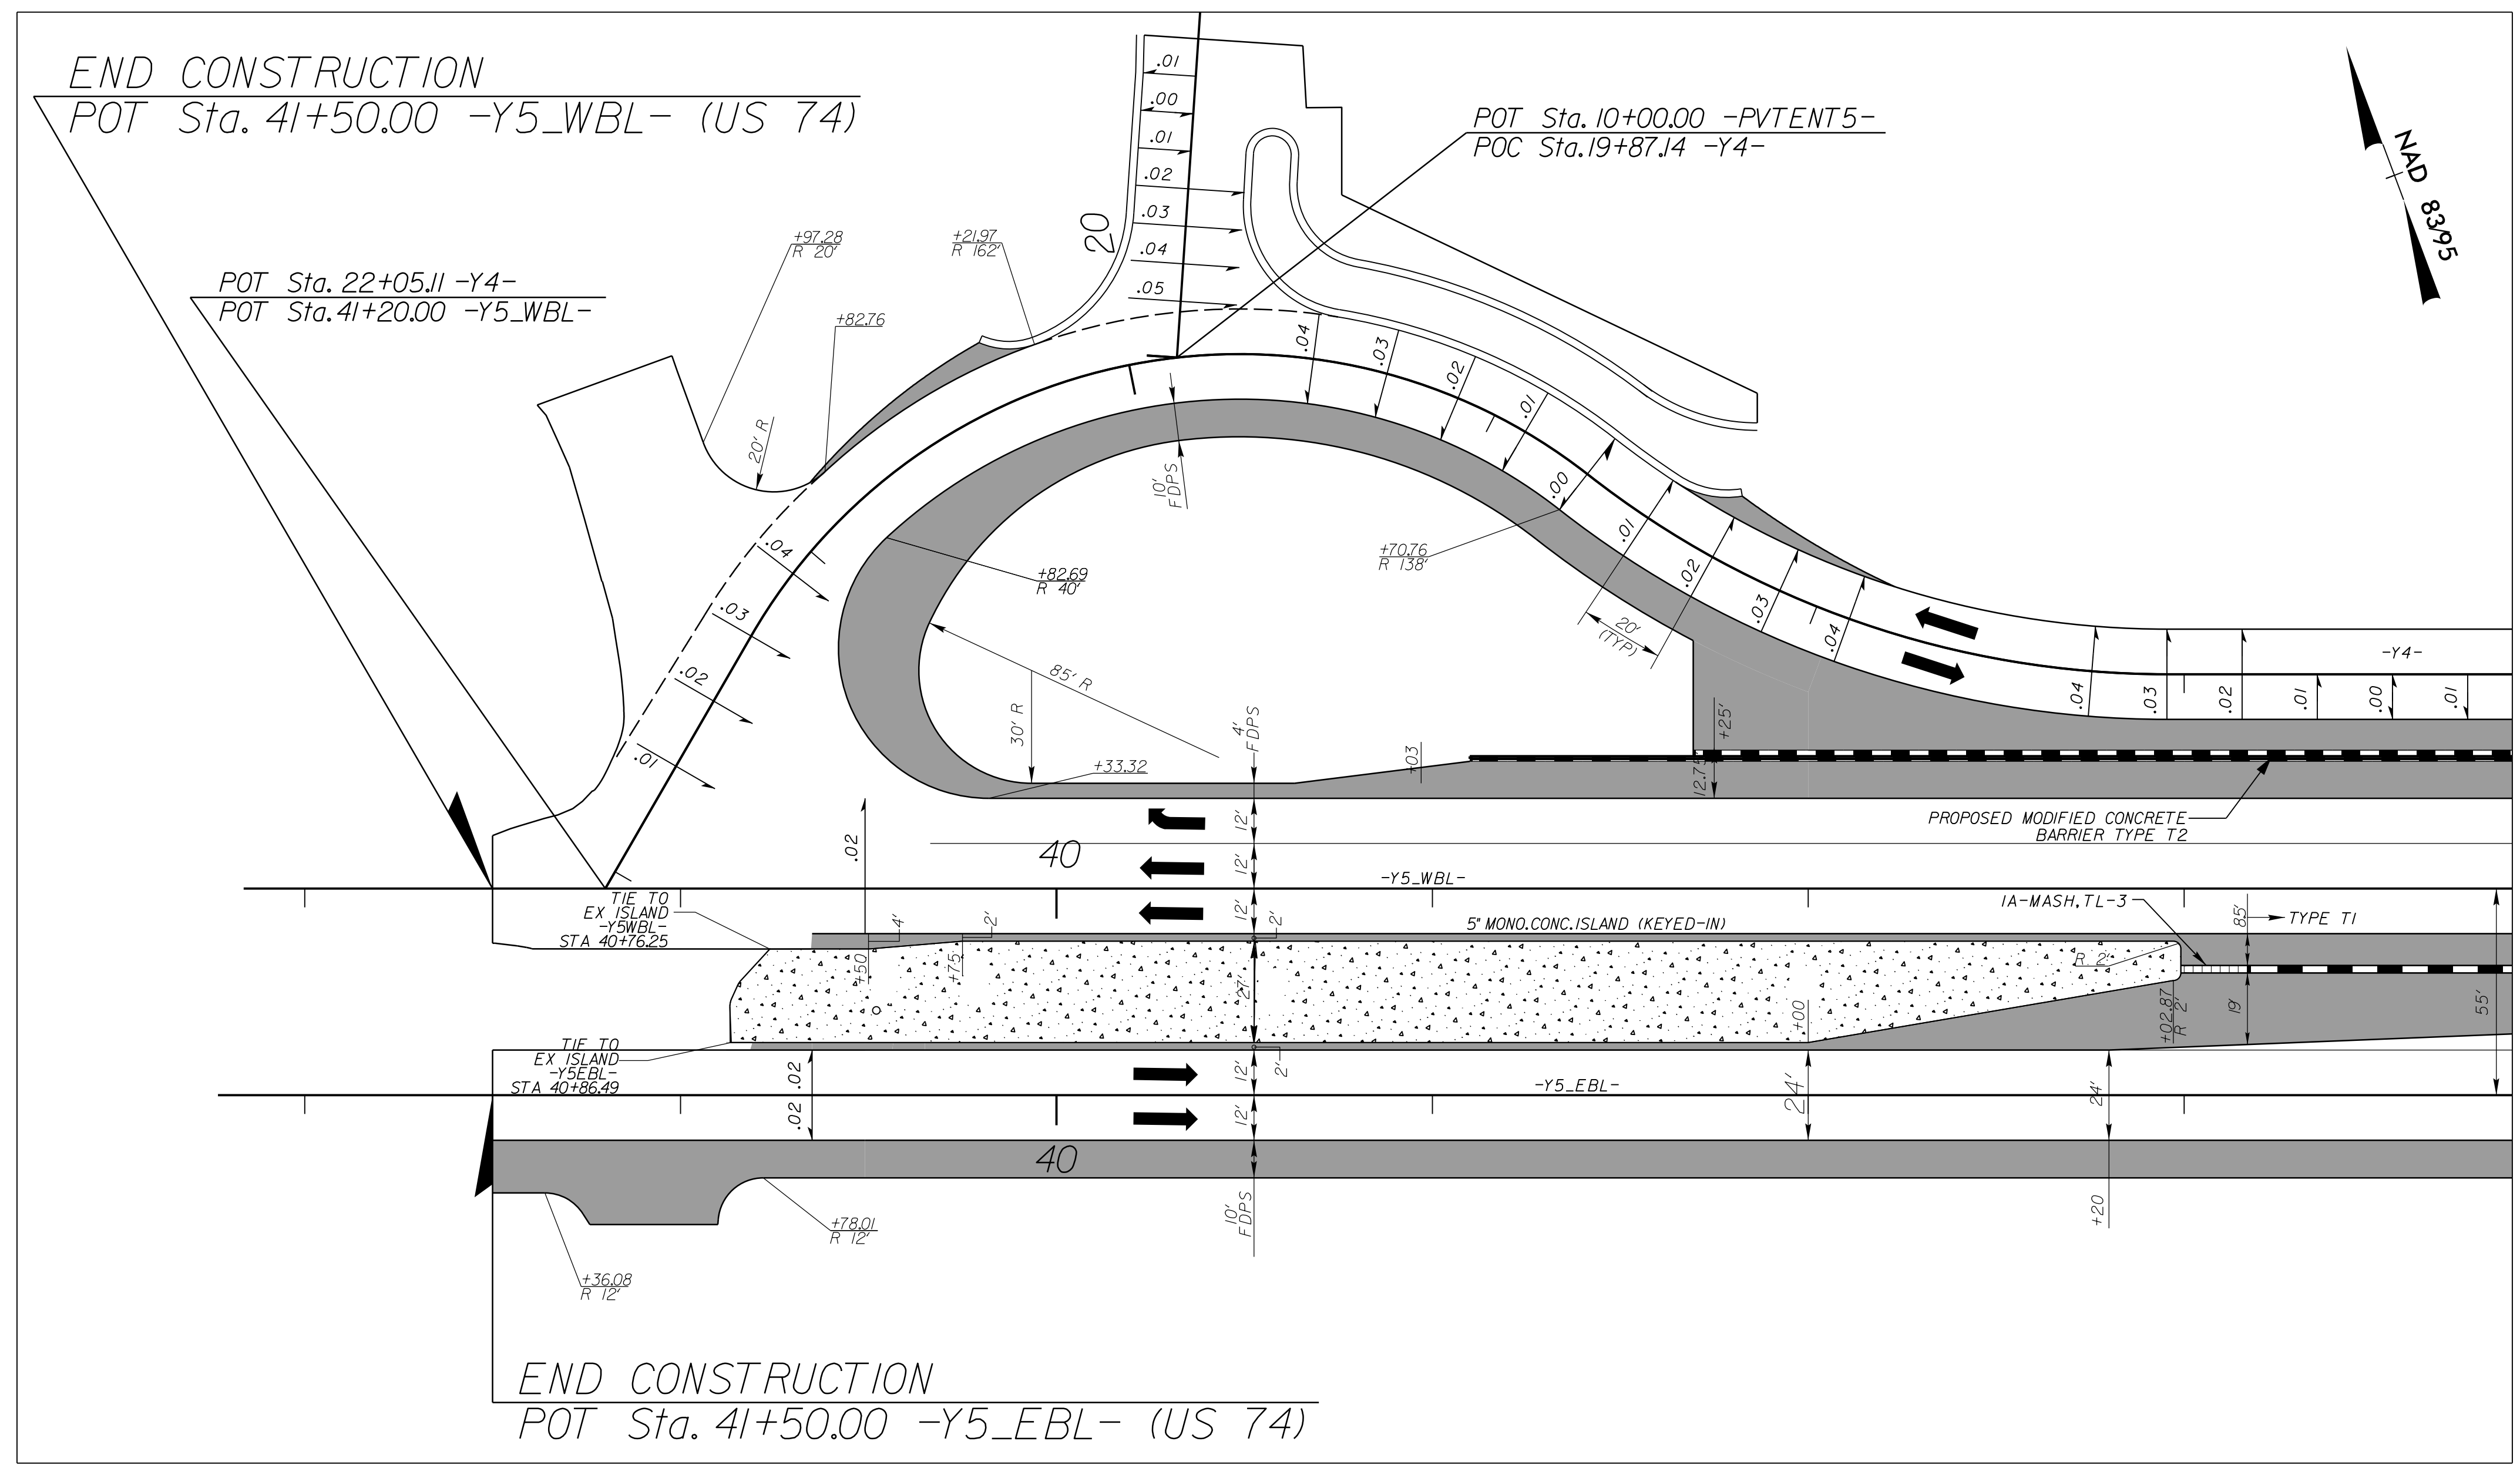 END CONSTRUCTION
POT Sta. 41+50.00 -Y5_WBL- (US 74)
POT Sta. 22+05.11 -Y4-
POT Sta. 41+20.00 -Y5_WBL-
POT Sta. 10+00.00 -PVTENT5-
POC Sta. 19+87.14 -Y4-
NAD 83/95
.01
.00
.01
.02
.03
.04
.05
20
+97.28
R 20'
+21.97
R 162'
+82.76
20' R
10'
FDPS
.04
.03
.02
.01
.00
.01
.02
.03
.04
.04
.03
.02
.01
.00
.01
-Y4-
+70.76
R 138'
20'
(TYP)
+82.69
R 40'
.04
.03
.02
.01
85' R
30' R
+33.32
4'
FDPS
+03
12.75'
+25'
PROPOSED MODIFIED CONCRETE
BARRIER TYPE T2
.02
12'
12'
12'
40
-Y5_WBL-
TIE TO
EX ISLAND
-Y5WBL-
STA 40+76.25
4'
2'
2'
+50
+75
5" MONO.CONC.ISLAND (KEYED-IN)
1A-MASH,TL-3
8.5'
TYPE T1
R 2'
27'
+00
+02.87
R 2'
19'
55'
TIE TO
EX ISLAND
-Y5EBL-
STA 40+86.49
.02
.02
12'
2'
12'
-Y5_EBL-
24'
24'
40
10'
FDPS
+20
+78.01
R 12'
+36.08
R 12'
END CONSTRUCTION
POT Sta. 41+50.00 -Y5_EBL- (US 74)